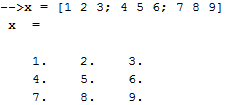 -->x = [1 2 3; 4 5 6; 7 8 9]
x =
1. 2. 3.
4. 5. 6.
7. 8. 9.